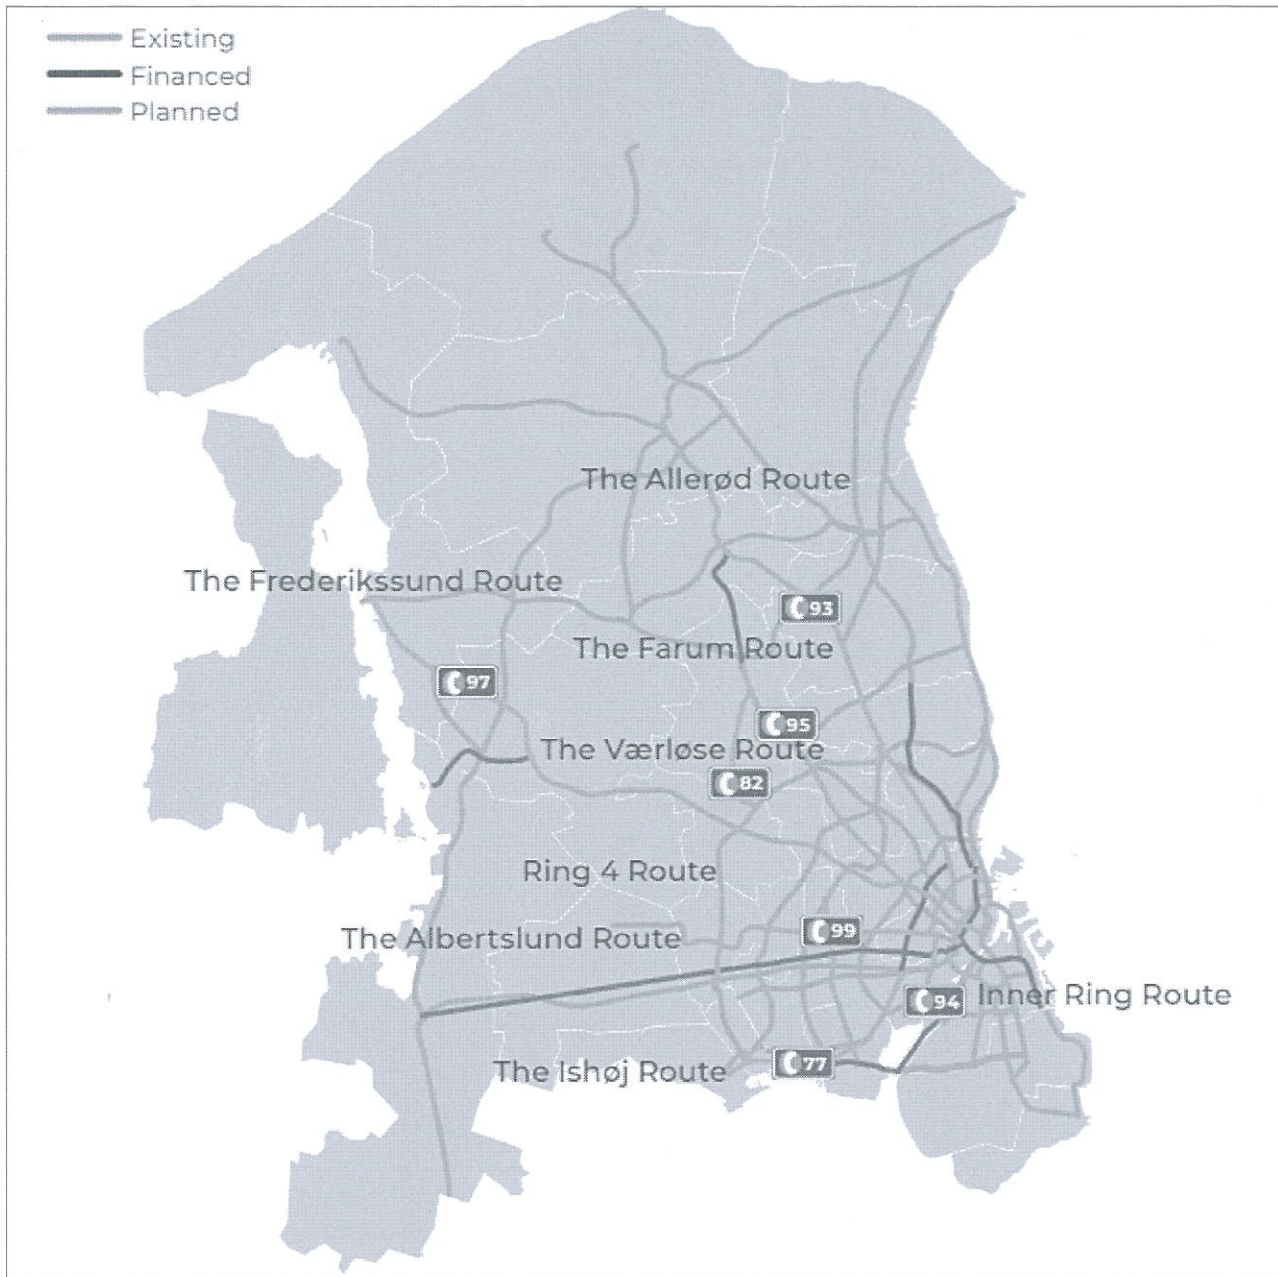 Existing
Financed
Planned
The Allerød Route
The Frederikssund Route
C 93
The Farum Route
C 97
C 95
The Værløse Route
C 82
Ring 4 Route
C 99
The Albertslund Route
C 94 Inner Ring Route
C 77
The Ishøj Route